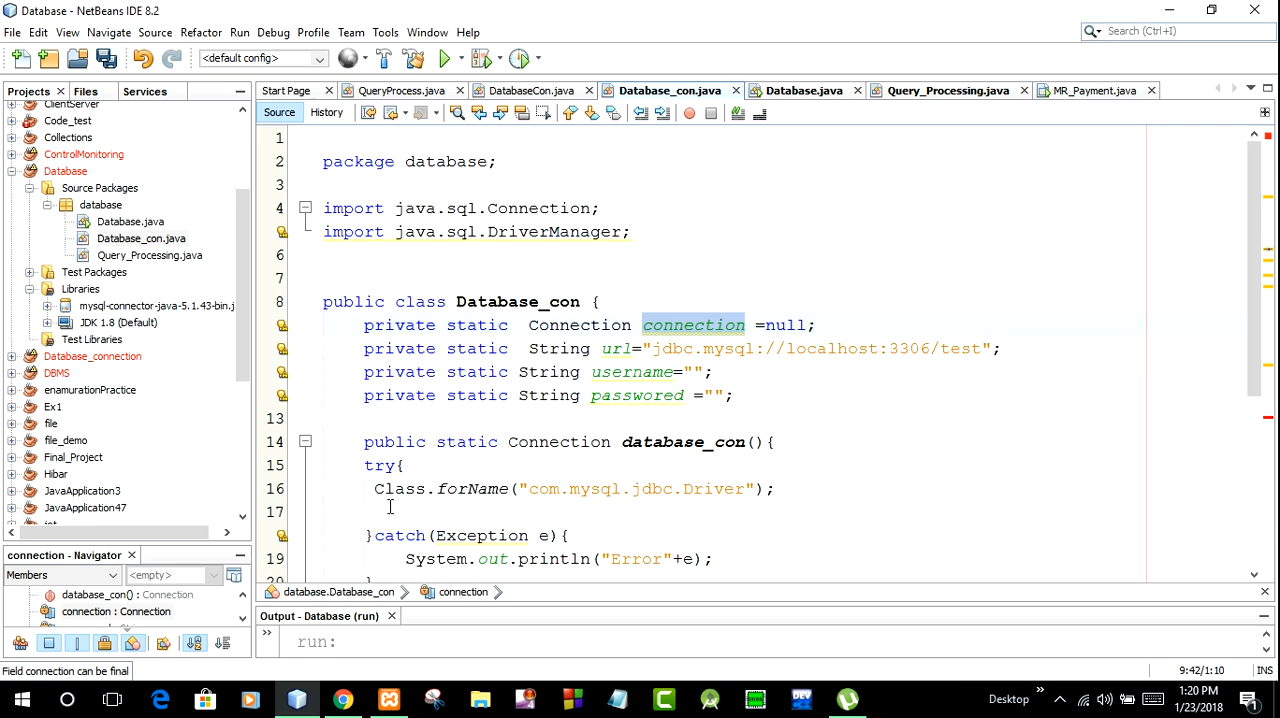 Database - NetBeans IDE 8.2
File Edit View Navigate Source Refactor Run Debug Profile Team Tools Window Help
Search (Ctrl+I)
<default config>
Projects Files Services
Start Page QueryProcess.java DatabaseCon.java Database_con.java Database.java Query_Processing.java MR_Payment.java
Source History
ClientServer
Code_test
Collections
ControlMonitoring
Database
Source Packages
database
Database.java
Database_con.java
Query_Processing.java
Test Packages
Libraries
mysql-connector-java-5.1.43-bin.j
JDK 1.8 (Default)
Test Libraries
Database_connection
DBMS
enamurationPractice
Ex1
file
file_demo
Final_Project
Hibar
JavaApplication3
JavaApplication47
1
2 package database;
3
4 import java.sql.Connection;
import java.sql.DriverManager;
6
7
8 public class Database_con {
private static Connection connection =null;
private static String url="jdbc.mysql://localhost:3306/test";
private static String username="";
private static String passwored ="";
13
14 public static Connection database_con(){
15 try{
16 Class.forName("com.mysql.jdbc.Driver");
17
}catch(Exception e){
19 System.out.println("Error"+e);
20 }
database.Database_con connection
connection - Navigator
Members <empty>
database_con() : Connection
connection : Connection
Output - Database (run)
run:
Field connection can be final
9:42/1:10 INS
Desktop
1:20 PM
1/23/2018